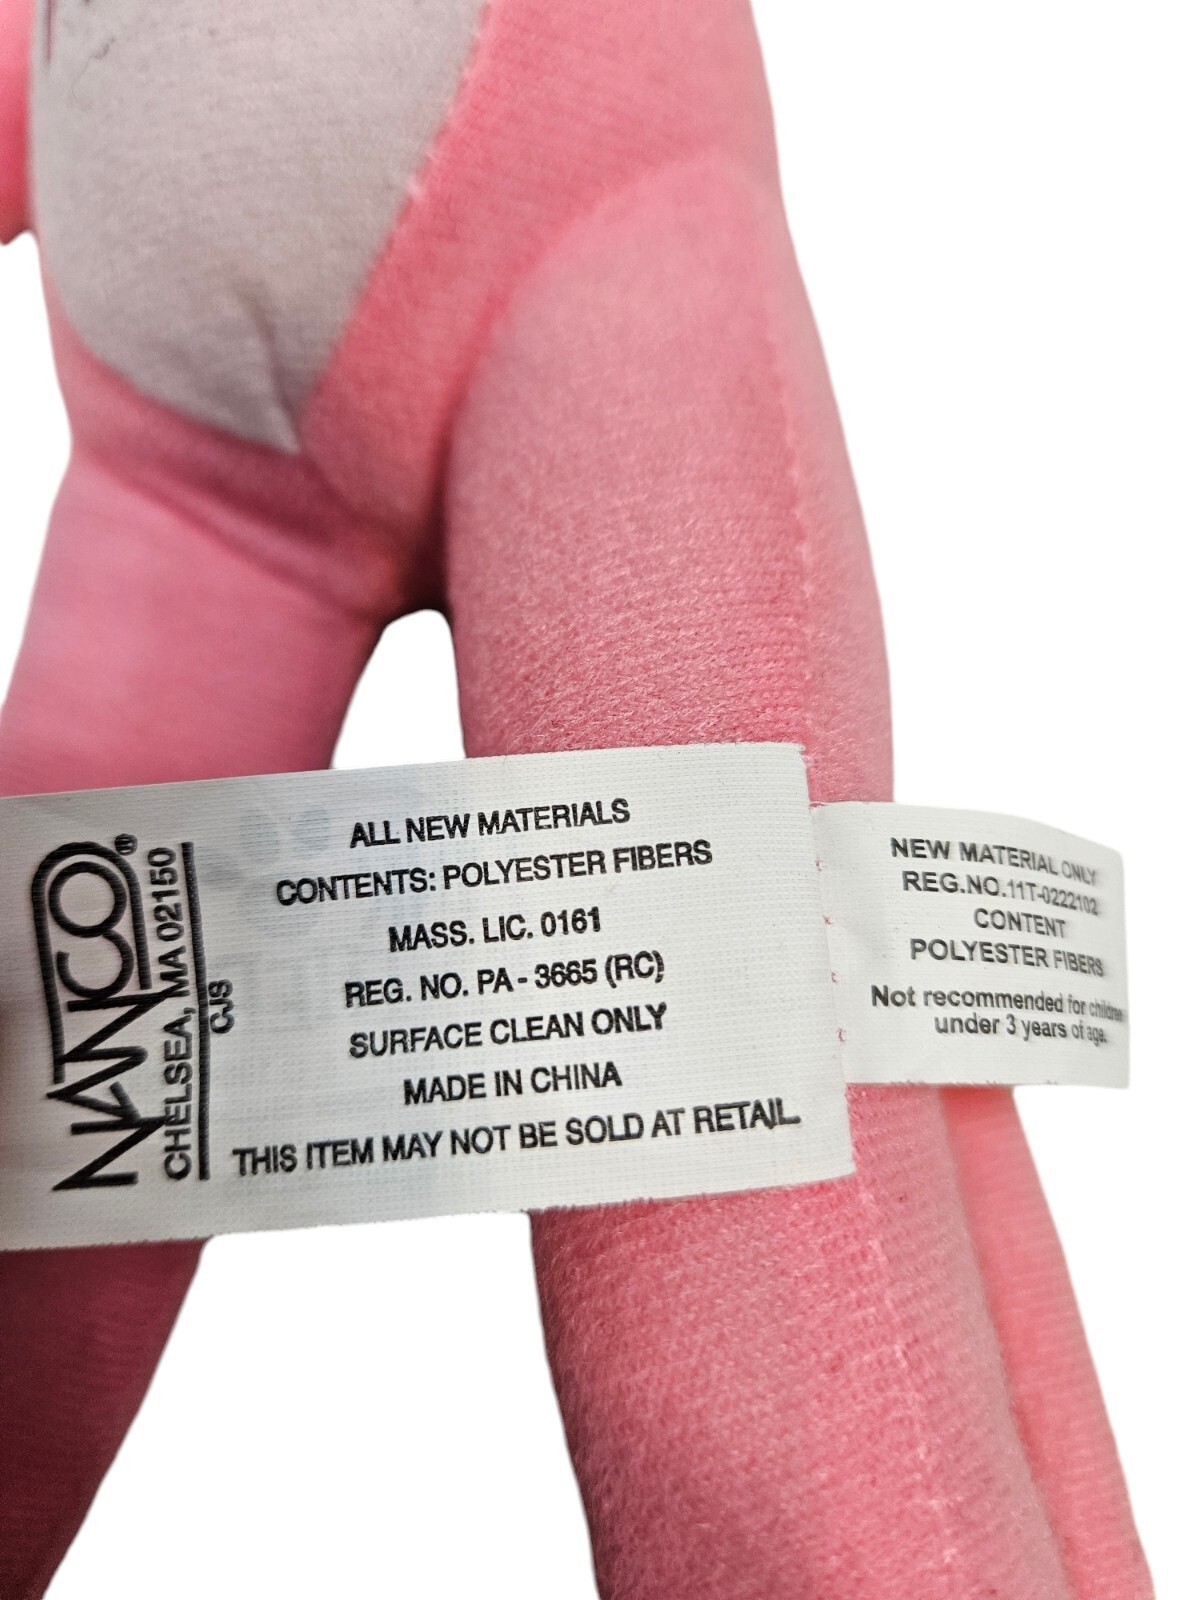 NANCO®
CHELSEA, MA 02150
CJS
ALL NEW MATERIALS
CONTENTS: POLYESTER FIBERS
MASS. LIC. 0161
REG. NO. PA - 3665 (RC)
SURFACE CLEAN ONLY
MADE IN CHINA
THIS ITEM MAY NOT BE SOLD AT RETAIL.
NEW MATERIAL ONLY
REG.NO.11T-0222102
CONTENT
POLYESTER FIBERS
Not recommended for children
under 3 years of age.